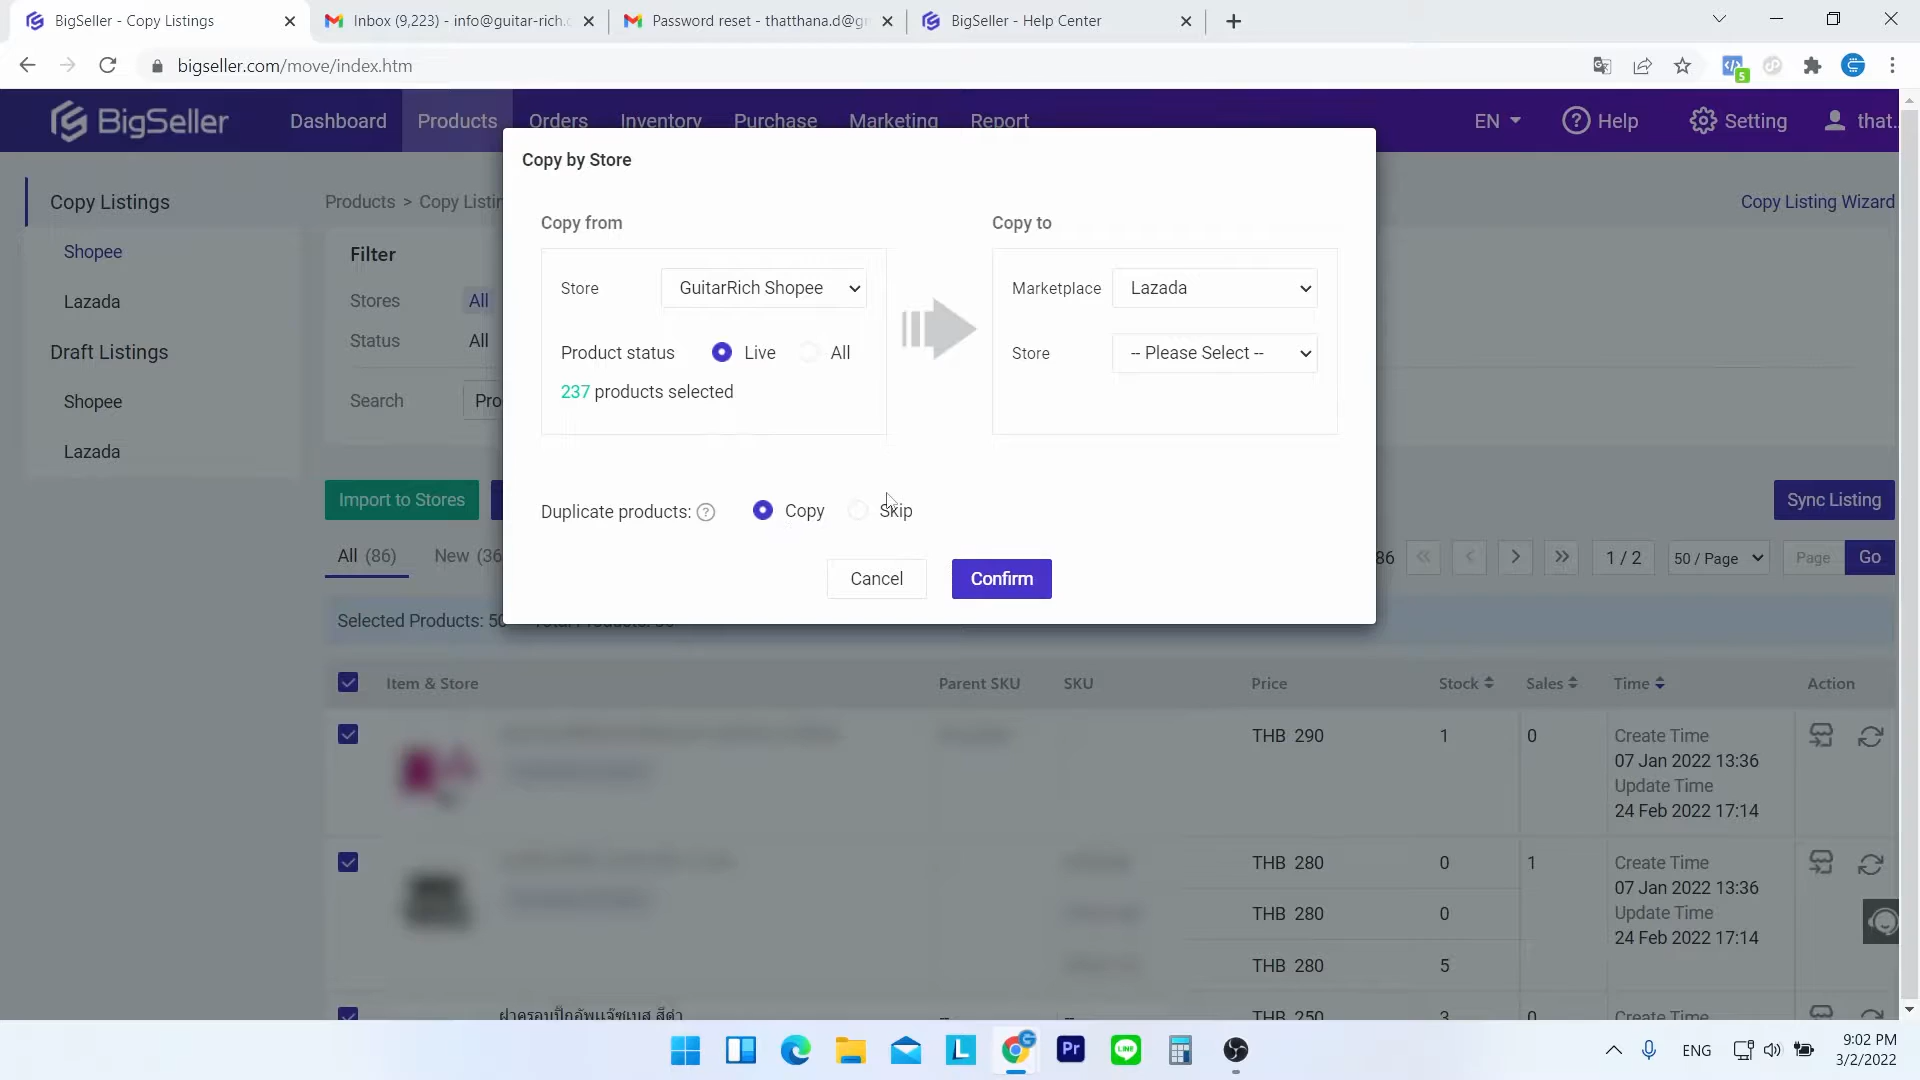 BigSeller - Copy Listings
Inbox (9,223) - info@guitar-rich.c
Password reset - thatthana.d@gm
BigSeller - Help Center
bigseller.com/move/index.htm
5
BigSeller
Dashboard
Products
Orders
Inventory
Purchase
Marketing
Report
EN
Help
Setting
that...
Copy Listings
Shopee
Lazada
Draft Listings
Shopee
Lazada
Products > Copy Listin
Copy Listing Wizard
Filter
Stores All
Status All
Search Pro
Copy by Store
Copy from
Store GuitarRich Shopee
Product status Live All
237 products selected
Copy to
Marketplace Lazada
Store -- Please Select --
Duplicate products: ? Copy Skip
Cancel
Confirm
Import to Stores
Sync Listing
All (86) New (36
86 1 / 2 50 / Page Page Go
Selected Products: 50
Item & Store Parent SKU SKU Price Stock Sales Time Action
THB 290 1 0 Create Time
07 Jan 2022 13:36
Update Time
24 Feb 2022 17:14
THB 280 0 1 Create Time
07 Jan 2022 13:36
THB 280 0 Update Time
24 Feb 2022 17:14
THB 280 5
ฝาครอบปิ๊กอัพแจ๊ซเบส สีดำ -- -- THB 250 3 0 Create Time
L
Pr
LINE
ENG
9:02 PM
3/2/2022